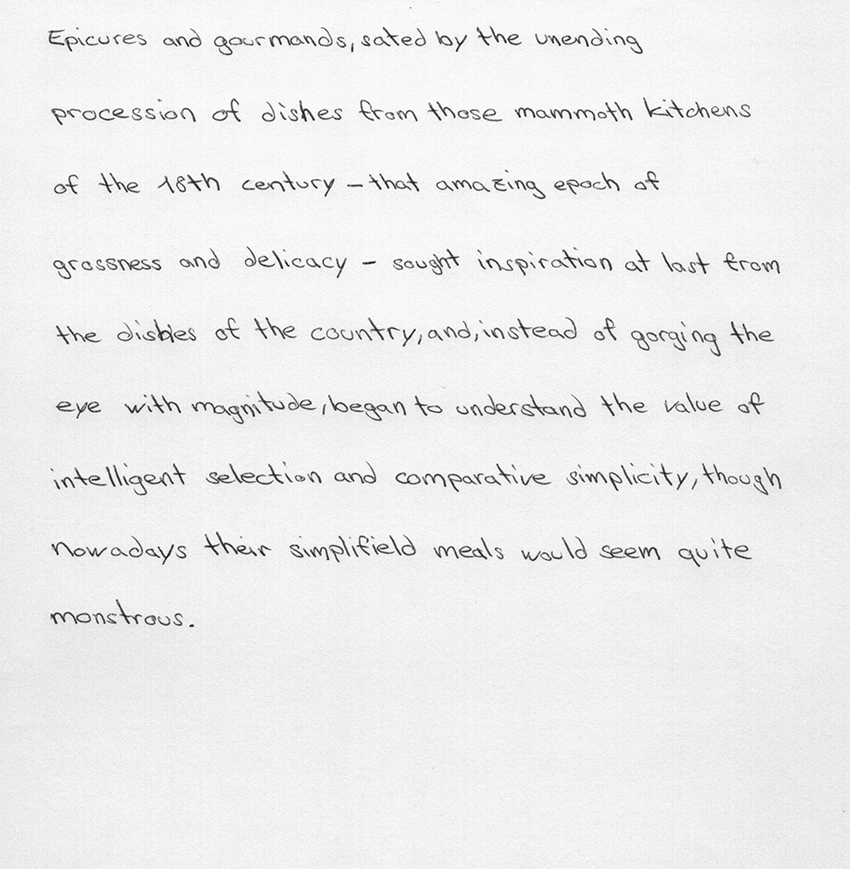 Epicures and gourmands, sated by the unending
procession of dishes from those mammoth kitchens
of the 18th century - that amazing epoch of
grossness and delicacy - sought inspiration at last from
the dishes of the country, and, instead of gorging the
eye with magnitude, began to understand the value of
intelligent selection and comparative simplicity, though
nowadays their simplifield meals would seem quite
monstrous.